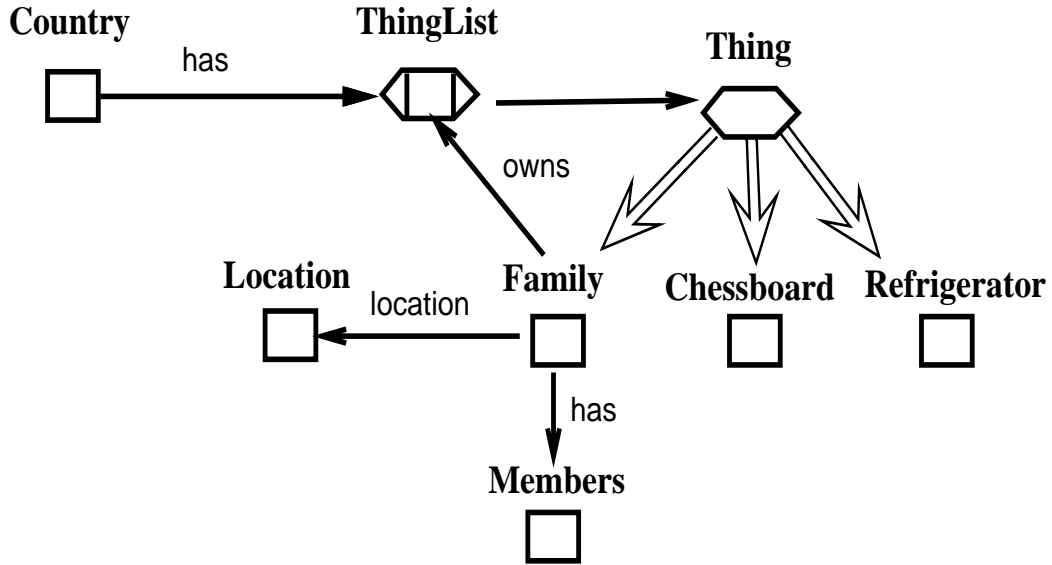 Country
ThingList
Thing
has
owns
Location
Family
Chessboard
Refrigerator
location
has
Members